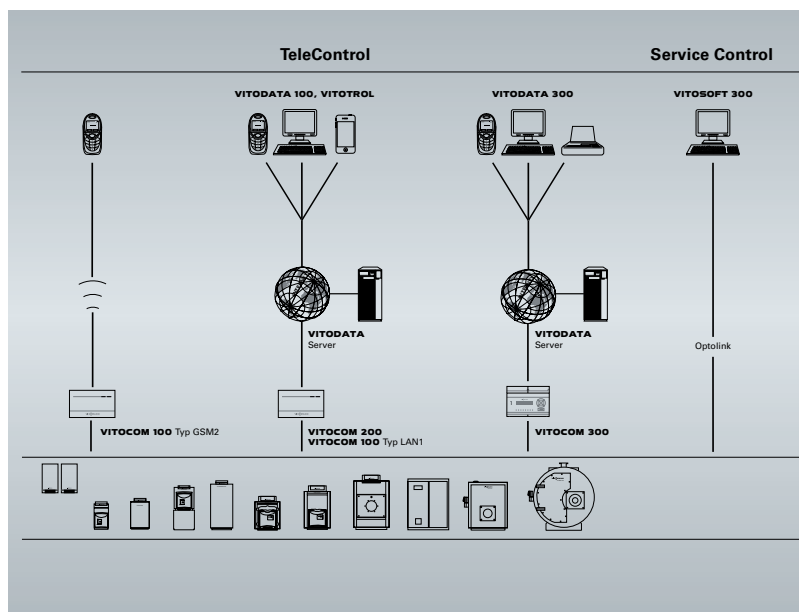 TeleControl
Service Control
VITODATA 100, VITOTROL
VITODATA 300
VITOSOFT 300
VITODATA
Server
VITODATA
Server
Optolink
VITOCOM 100 Typ GSM2
VITOCOM 200
VITOCOM 100 Typ LAN1
VITOCOM 300